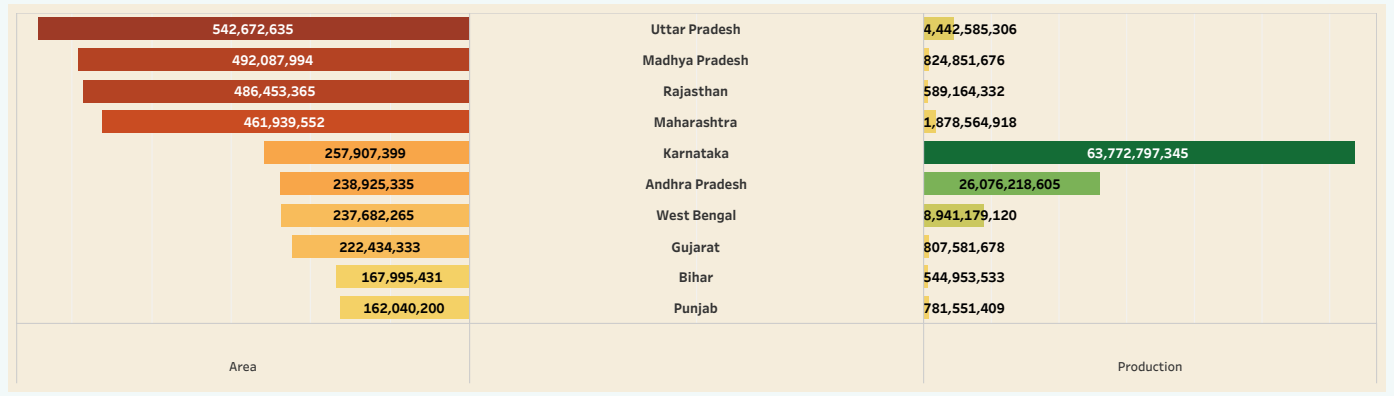 542,672,635 Uttar Pradesh 4,442,585,306
492,087,994 Madhya Pradesh 824,851,676
486,453,365 Rajasthan 589,164,332
461,939,552 Maharashtra 1,878,564,918
257,907,399 Karnataka 63,772,797,345
238,925,335 Andhra Pradesh 26,076,218,605
237,682,265 West Bengal 8,941,179,120
222,434,333 Gujarat 807,581,678
167,995,431 Bihar 544,953,533
162,040,200 Punjab 781,551,409
Area Production